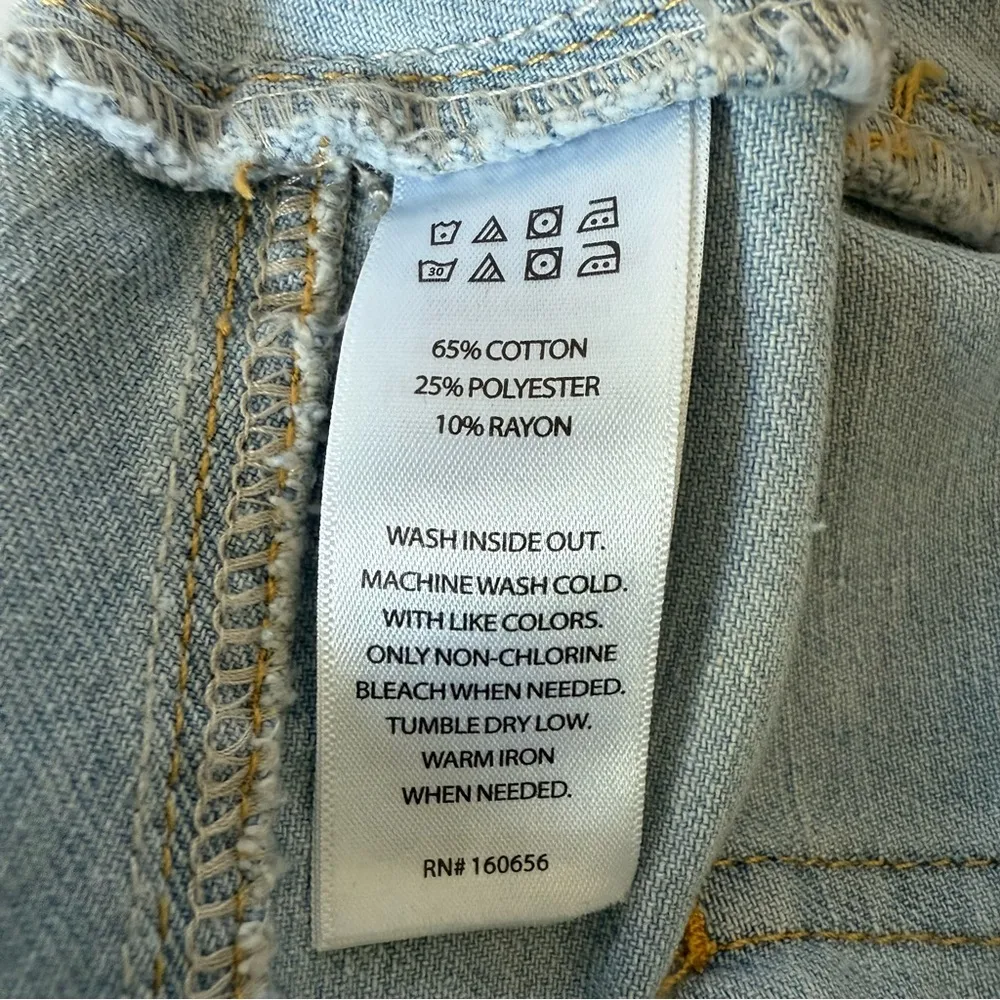 30
65% COTTON
25% POLYESTER
10% RAYON
WASH INSIDE OUT.
MACHINE WASH COLD.
WITH LIKE COLORS.
ONLY NON-CHLORINE
BLEACH WHEN NEEDED.
TUMBLE DRY LOW.
WARM IRON
WHEN NEEDED.
RN# 160656